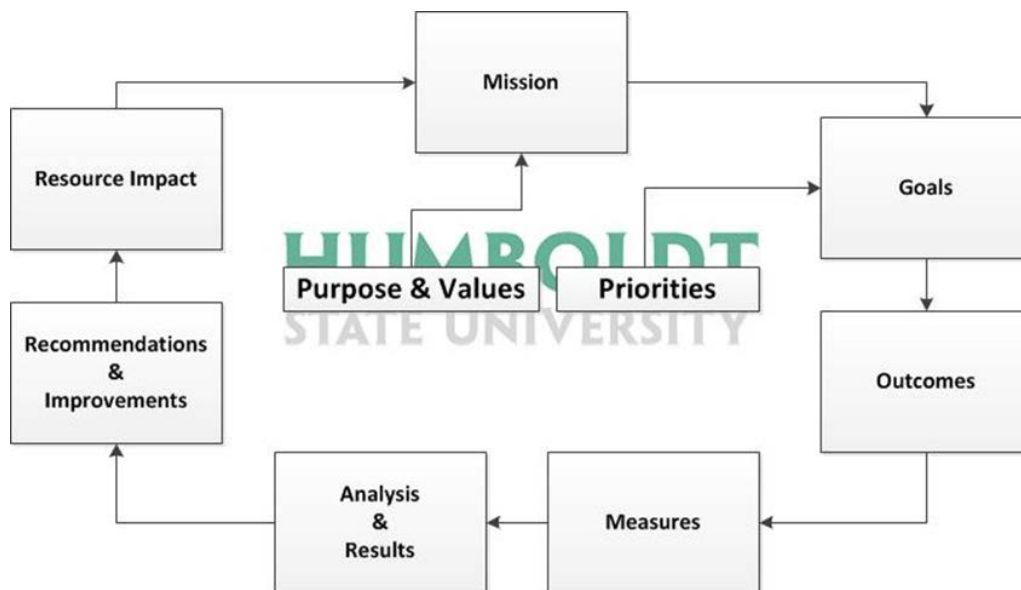 Mission
Resource Impact
Goals
HUMBOLDT
Purpose & Values
Priorities
STATE UNIVERSITY
Recommendations
&
Improvements
Outcomes
Analysis
&
Results
Measures